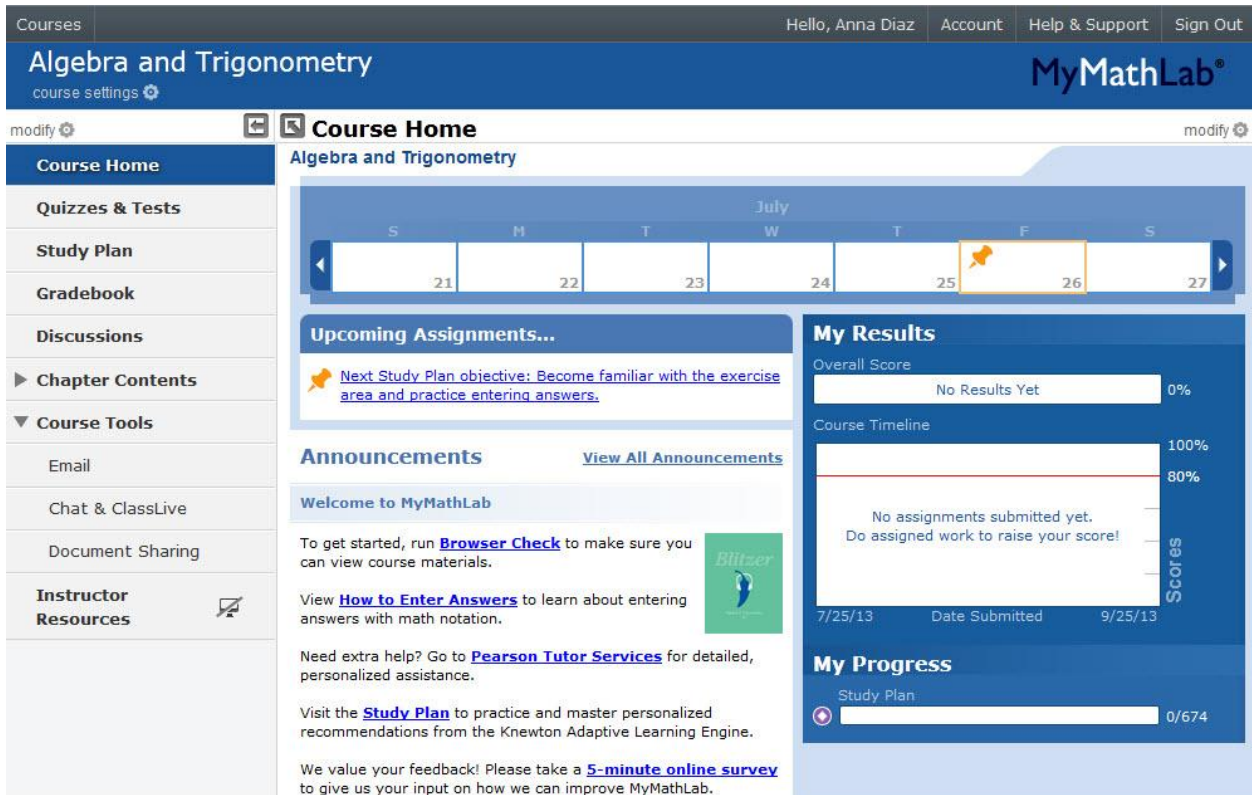 Courses
Hello, Anna Diaz Account Help & Support Sign Out
Algebra and Trigonometry
course settings
MyMathLab®
modify
Course Home
Quizzes & Tests
Study Plan
Gradebook
Discussions
Chapter Contents
Course Tools
Email
Chat & ClassLive
Document Sharing
Instructor
Resources
Course Home
modify
Algebra and Trigonometry
July
S M T W T F S
21 22 23 24 25 26 27
Upcoming Assignments...
Next Study Plan objective: Become familiar with the exercise
area and practice entering answers.
Announcements View All Announcements
Welcome to MyMathLab
To get started, run Browser Check to make sure you
can view course materials.
View How to Enter Answers to learn about entering
answers with math notation.
Blitzer
Need extra help? Go to Pearson Tutor Services for detailed,
personalized assistance.
Visit the Study Plan to practice and master personalized
recommendations from the Knewton Adaptive Learning Engine.
We value your feedback! Please take a 5-minute online survey
to give us your input on how we can improve MyMathLab.
My Results
Overall Score
No Results Yet 0%
Course Timeline
100%
80%
No assignments submitted yet.
Do assigned work to raise your score!
Scores
7/25/13 Date Submitted 9/25/13
My Progress
Study Plan
0/674